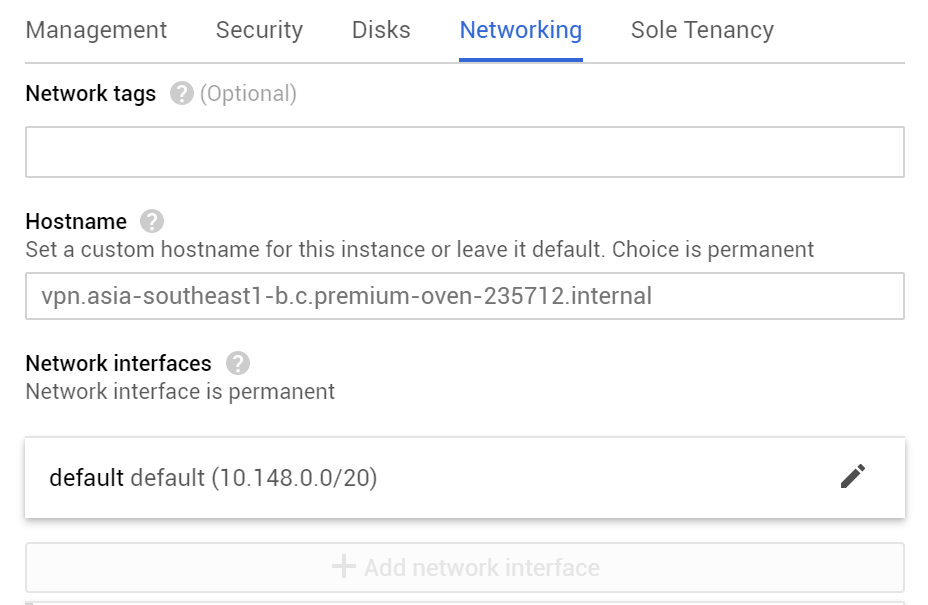 Management Security Disks Networking Sole Tenancy
Network tags ? (Optional)
Hostname ?
Set a custom hostname for this instance or leave it default. Choice is permanent
vpn.asia-southeast1-b.c.premium-oven-235712.internal
Network interfaces ?
Network interface is permanent
default default (10.148.0.0/20)
+ Add network interface